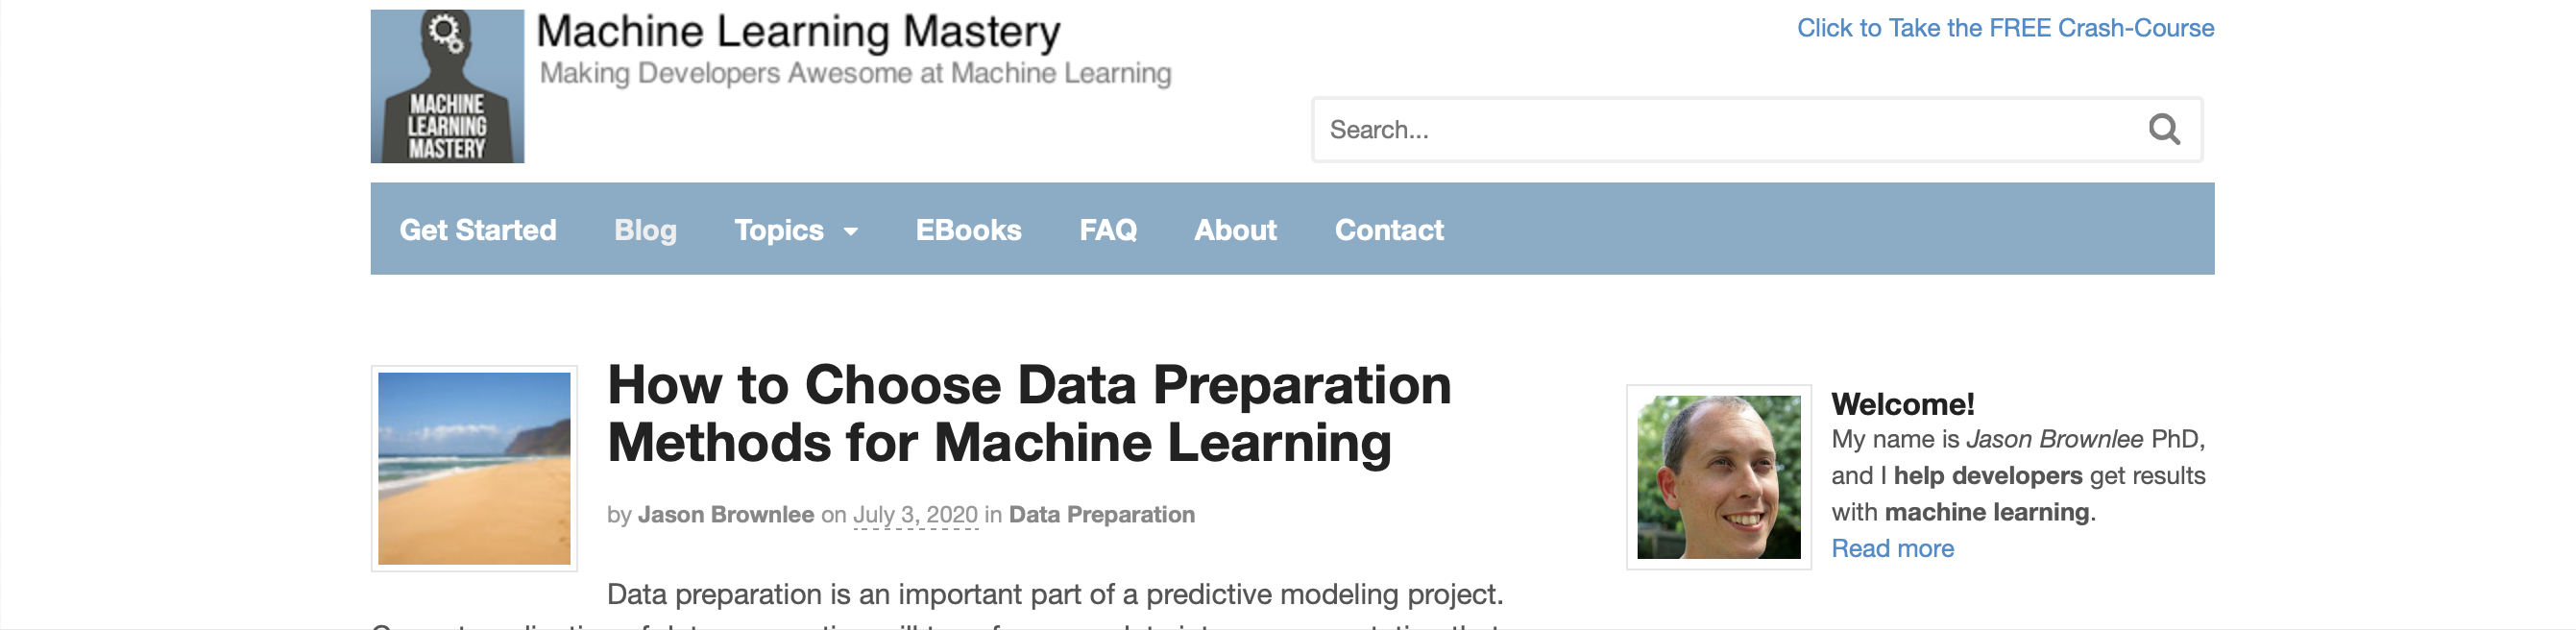 MACHINE
LEARNING
MASTERY
Machine Learning Mastery
Making Developers Awesome at Machine Learning
Click to Take the FREE Crash-Course
Search...
Get Started Blog Topics EBooks FAQ About Contact
How to Choose Data Preparation
Methods for Machine Learning
by Jason Brownlee on July 3, 2020 in Data Preparation
Data preparation is an important part of a predictive modeling project.
Welcome!
My name is Jason Brownlee PhD,
and I help developers get results
with machine learning.
Read more